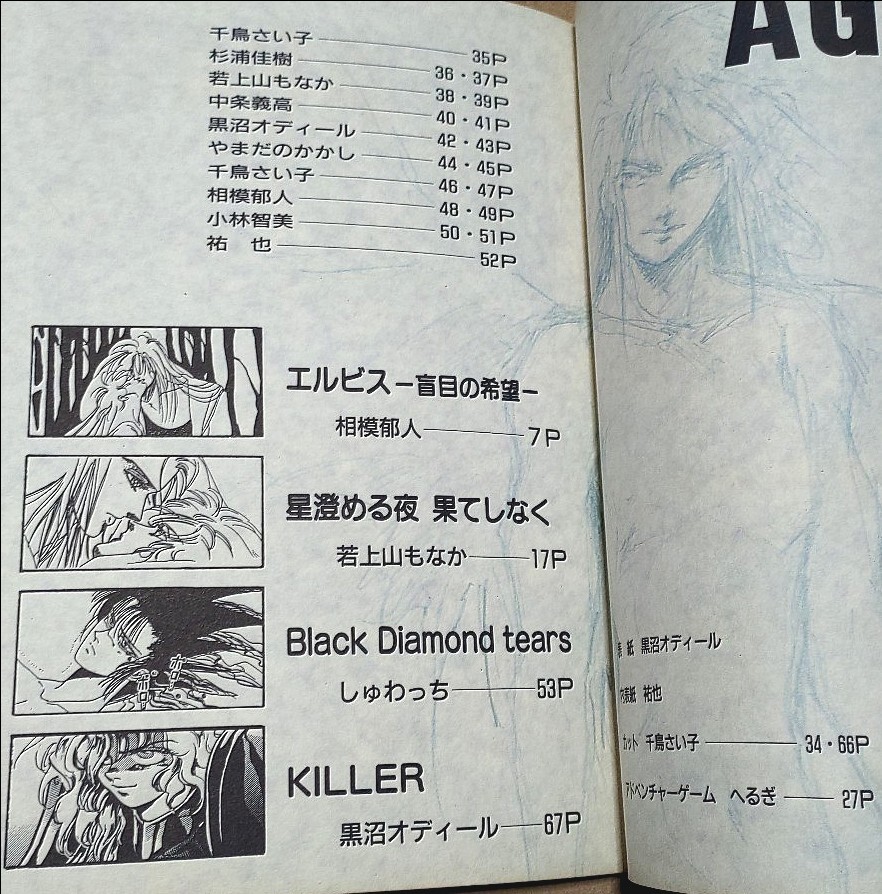 千鳥さい子 35P
杉浦佳樹 36・37P
若上山もなか 38・39P
中条義高 40・41P
黒沼オディール 42・43P
やまだのかかし 44・45P
千鳥さい子 46・47P
相模郁人 48・49P
小林智美 50・51P
祐 也 52P
エルビス－盲目の希望－
相模郁人 7P
星澄める夜 果てしなく
若上山もなか 17P
Black Diamond tears
しゅわっち 53P
KILLER
黒沼オディール 67P
AG
表 紙 黒沼オディール
内表紙 祐也
カット 千鳥さい子 34・66P
アドベンチャーゲーム へるぎ 27P